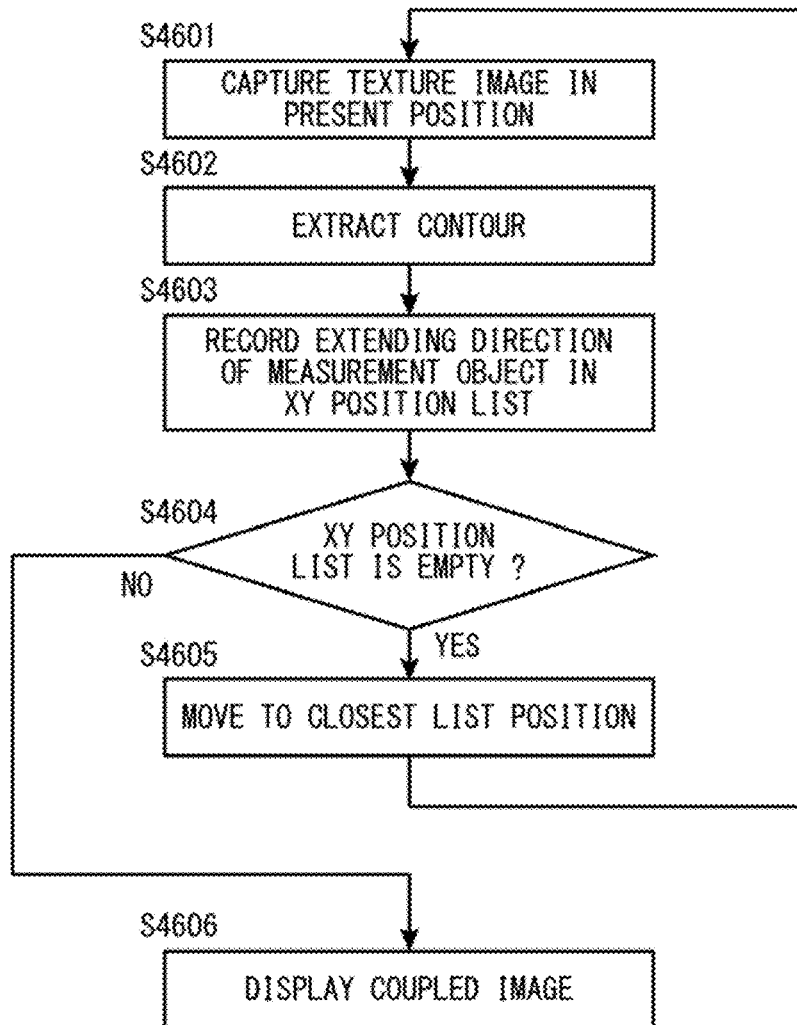 S4601
CAPTURE TEXTURE IMAGE IN
PRESENT POSITION
S4602
EXTRACT CONTOUR
S4603
RECORD EXTENDING DIRECTION
OF MEASUREMENT OBJECT IN
XY POSITION LIST
S4604
XY POSITION
LIST IS EMPTY ?
NO
YES
S4605
MOVE TO CLOSEST LIST POSITION
S4606
DISPLAY COUPLED IMAGE